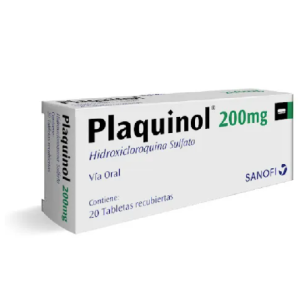 Plaquinol® 200mg
Hidroxicloroquina Sulfato
Vía Oral
Contiene:
20 Tabletas recubiertas
SANOFI
Plaquinol 200mg